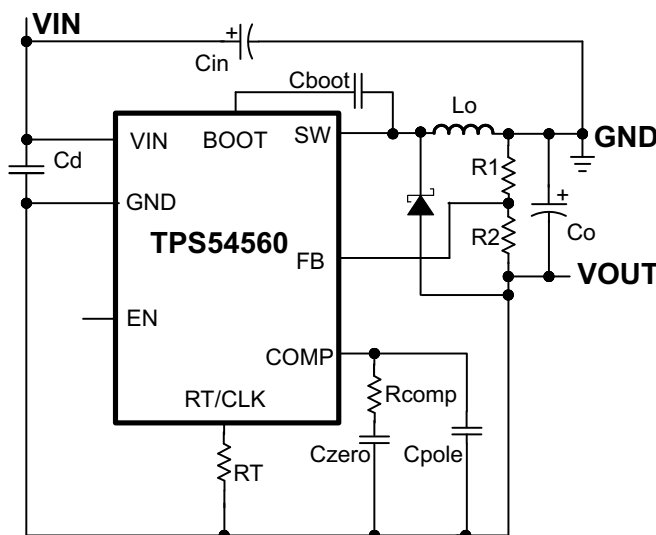 VIN
+
Cin
Cboot
Lo
VIN
BOOT
SW
GND
Cd
R1
GND
+
TPS54560
R2
Co
FB
VOUT
EN
COMP
RT/CLK
Rcomp
Czero
Cpole
RT